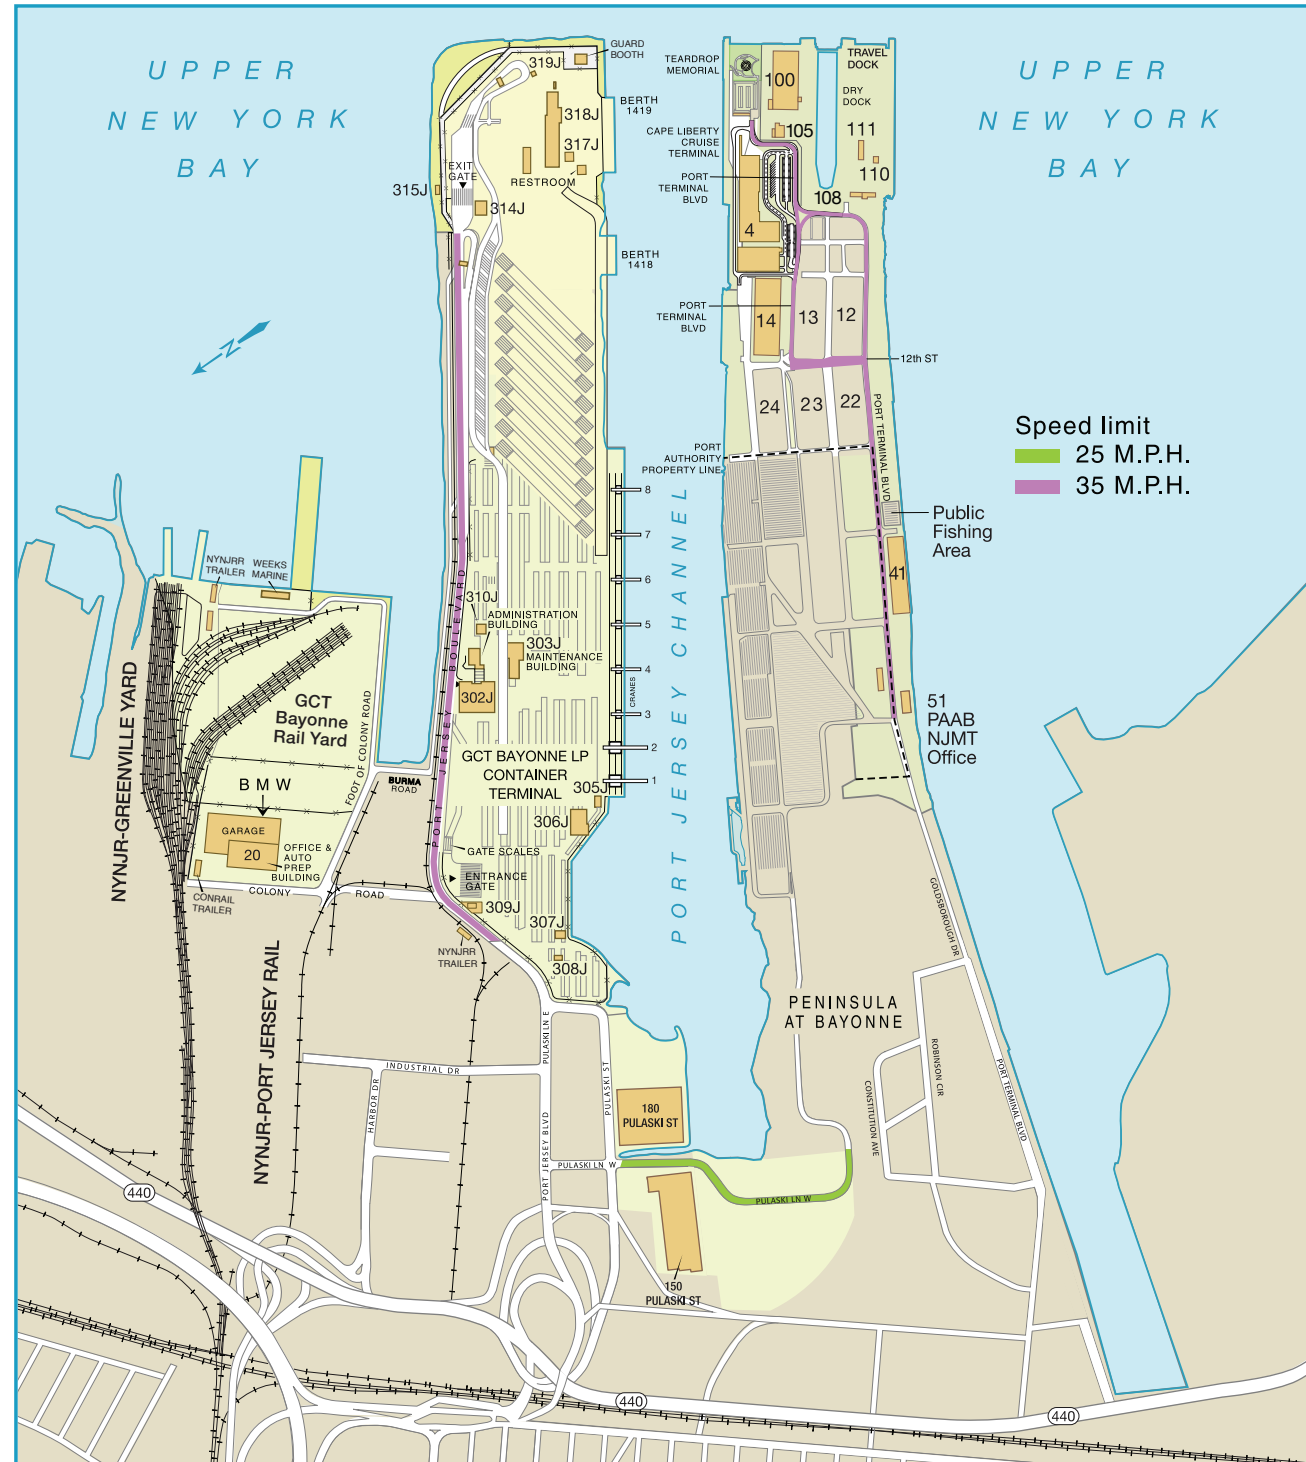 UPPER
NEW YORK
BAY
UPPER
NEW YORK
BAY
GUARD
BOOTH
319J
BERTH
1419
318J
317J
RESTROOM
EXIT
GATE
315J
314J
BERTH
1418
N
TEARDROP
MEMORIAL
100
TRAVEL
DOCK
DRY
DOCK
CAPE LIBERTY
CRUISE
TERMINAL
105
111
110
PORT
TERMINAL
BLVD
108
4
PORT
TERMINAL
BLVD
14
13
12
12th ST
24
23
22
PORT TERMINAL BLVD
PORT
AUTHORITY
PROPERTY LINE
Speed limit
25 M.P.H.
35 M.P.H.
Public
Fishing
Area
41
51
PAAB
NJMT
Office
8
7
6
5
4
3
2
1
CRANES
PORT JERSEY CHANNEL
NYNJRR
TRAILER
WEEKS
MARINE
310J
ADMINISTRATION
BUILDING
303J
MAINTENANCE
BUILDING
302J
PORT JERSEY BOULEVARD
GCT
Bayonne
Rail Yard
FOOT OF COLONY ROAD
NYNJR-GREENVILLE YARD
GCT BAYONNE LP
CONTAINER
TERMINAL
305J
306J
BURMA
ROAD
BMW
GARAGE
20
OFFICE &
AUTO
PREP
BUILDING
GATE SCALES
ENTRANCE
GATE
COLONY ROAD
CONRAIL
TRAILER
309J
307J
308J
NYNJRR
TRAILER
NYNJR-PORT JERSEY RAIL
GOLDSBOROUGH DR
PENINSULA
AT BAYONNE
PULASKI LN E
PULASKI ST
INDUSTRIAL DR
HARBOR DR
PORT JERSEY BLVD
ROBINSON CIR
CONSTITUTION AVE
PORT TERMINAL BLVD
180
PULASKI ST
PULASKI LN W
PULASKI LN W
150
PULASKI ST
440
440
440